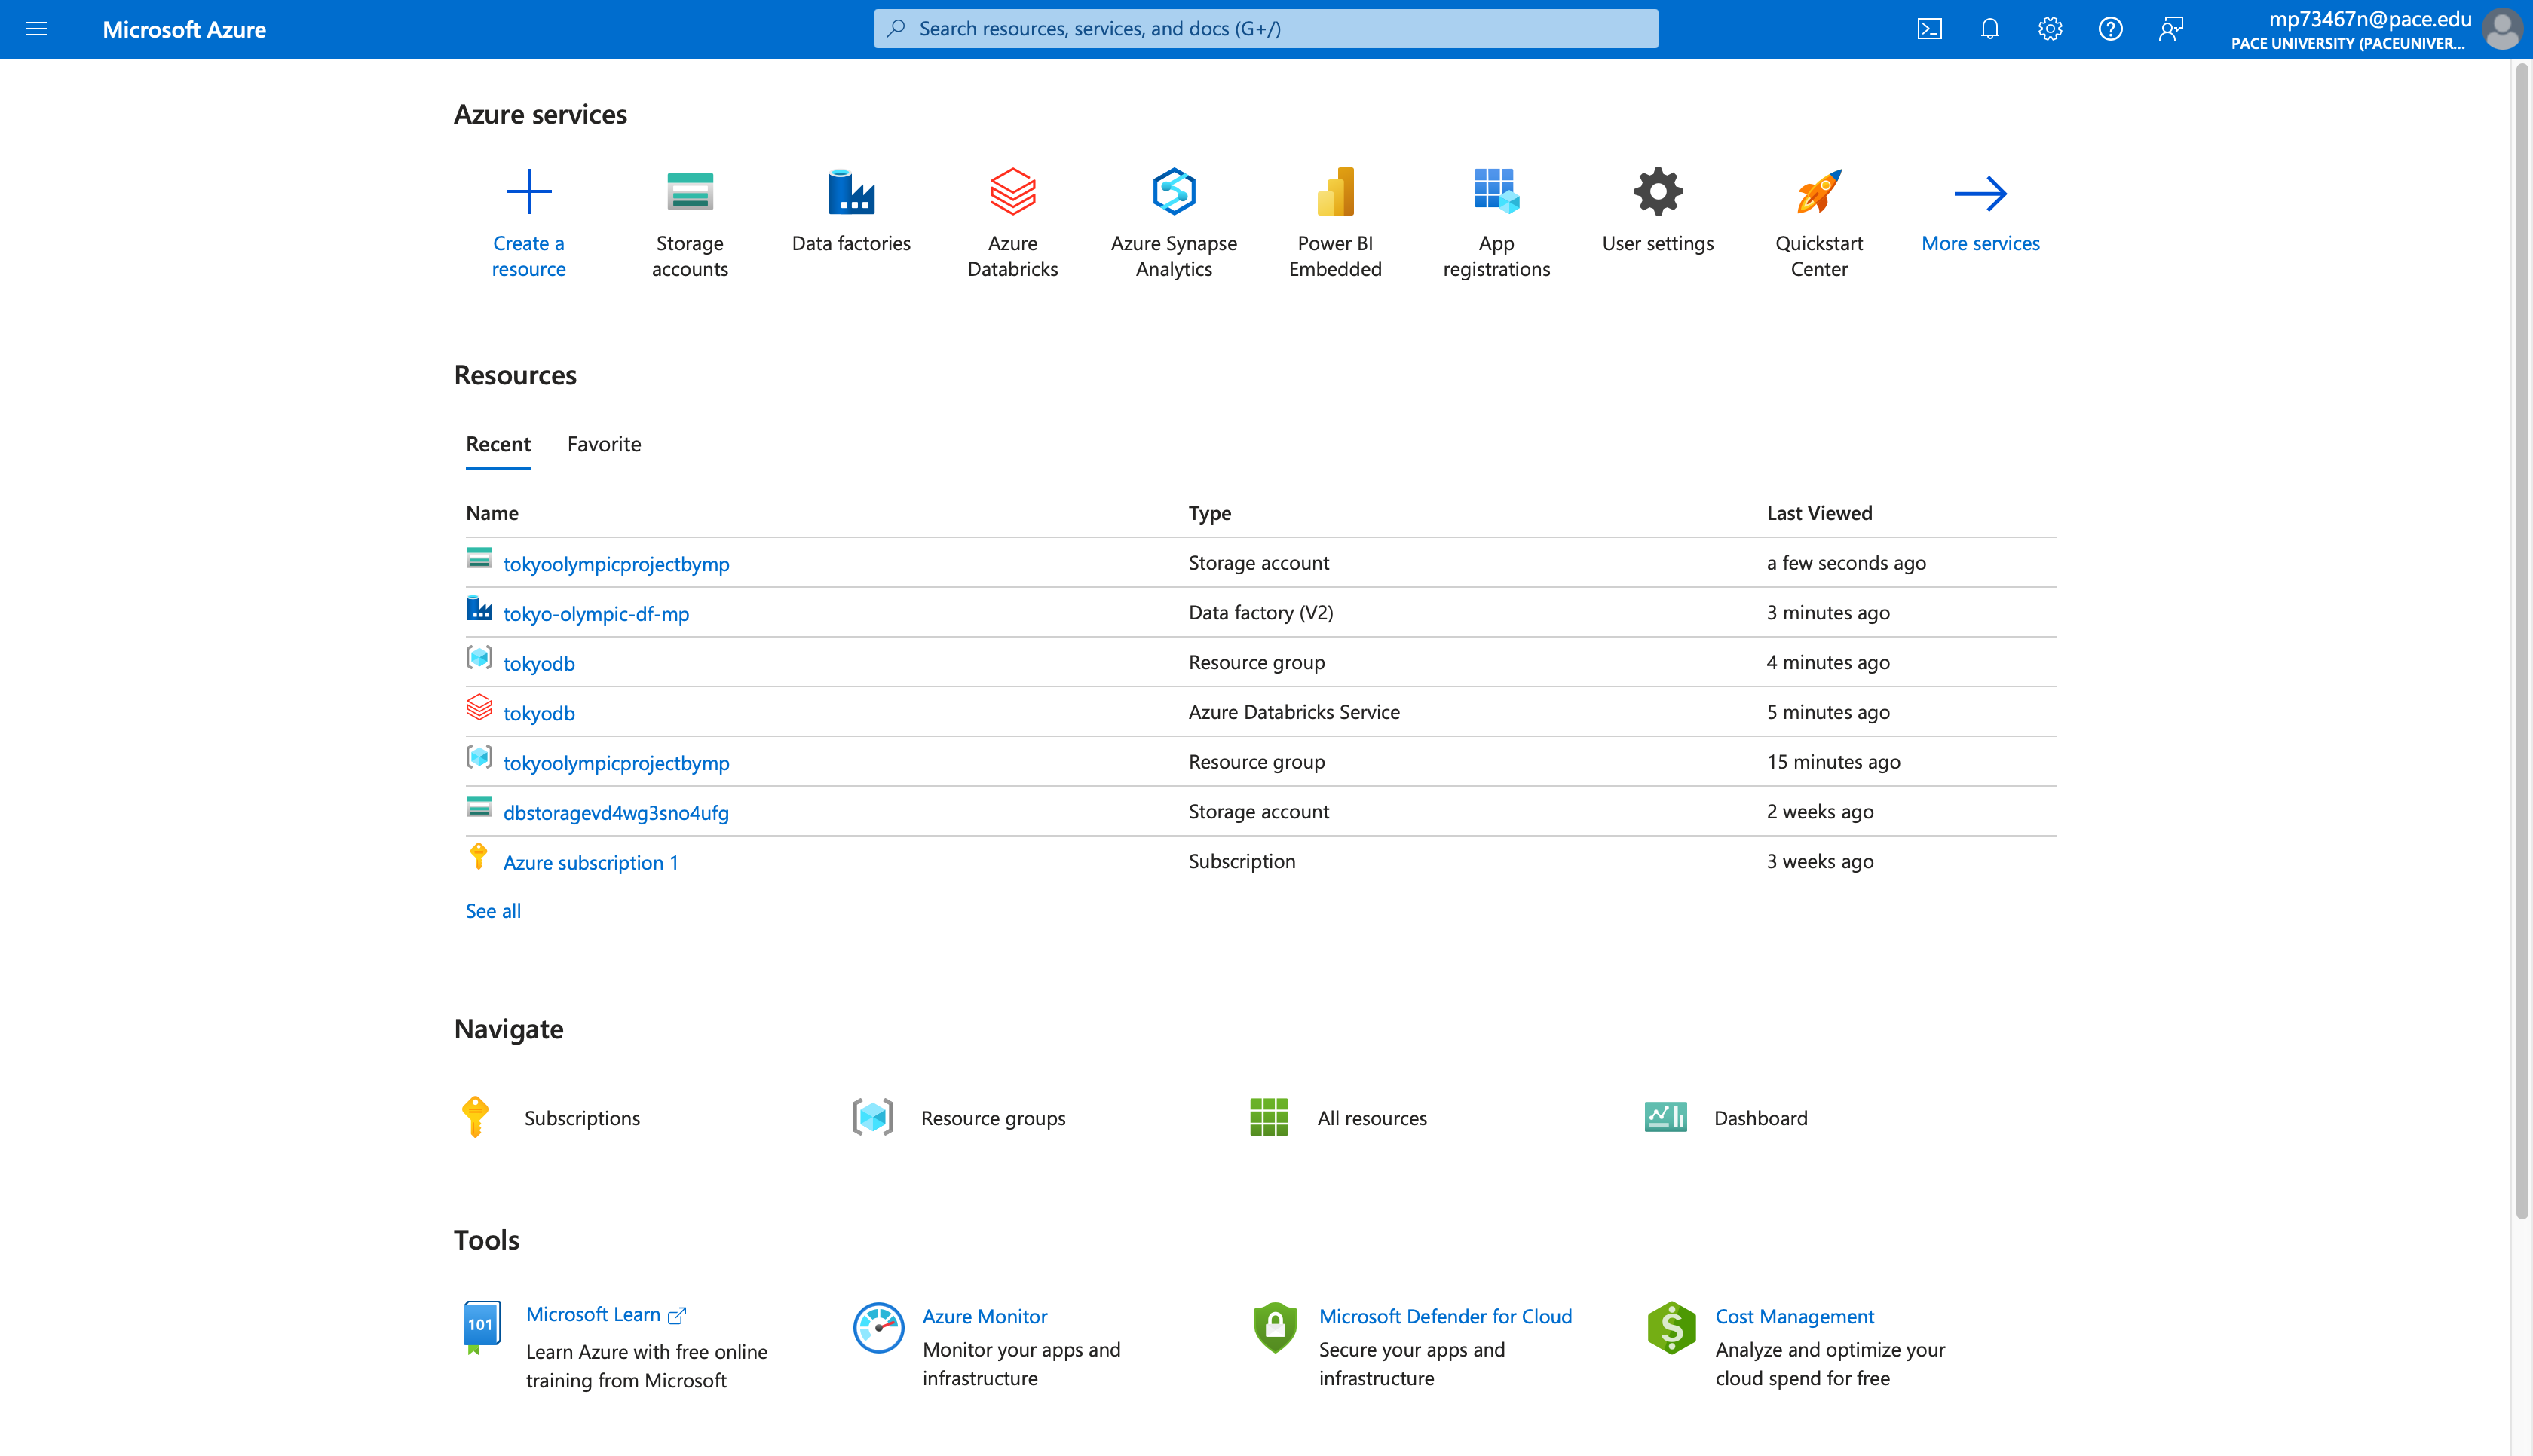 Microsoft Azure
Search resources, services, and docs (G+/)
mp73467n@pace.edu
PACE UNIVERSITY (PACEUNIVER...
Azure services
Create a
resource
Storage
accounts
Data factories
Azure
Databricks
Azure Synapse
Analytics
Power BI
Embedded
App
registrations
User settings
Quickstart
Center
More services
Resources
Recent Favorite
Name Type Last Viewed
tokyoolympicprojectbymp Storage account a few seconds ago
tokyo-olympic-df-mp Data factory (V2) 3 minutes ago
tokyodb Resource group 4 minutes ago
tokyodb Azure Databricks Service 5 minutes ago
tokyoolympicprojectbymp Resource group 15 minutes ago
dbstoragevd4wg3sno4ufg Storage account 2 weeks ago
Azure subscription 1 Subscription 3 weeks ago
See all
Navigate
Subscriptions Resource groups All resources Dashboard
Tools
101
Microsoft Learn
Learn Azure with free online
training from Microsoft
Azure Monitor
Monitor your apps and
infrastructure
Microsoft Defender for Cloud
Secure your apps and
infrastructure
Cost Management
Analyze and optimize your
cloud spend for free